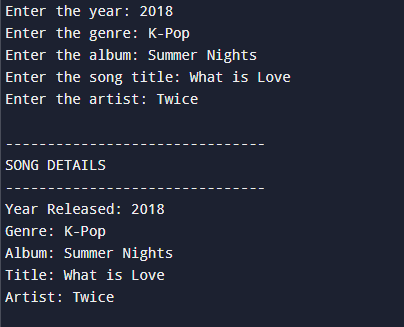 Enter the year: 2018
Enter the genre: K-Pop
Enter the album: Summer Nights
Enter the song title: What is Love
Enter the artist: Twice
-------------------------------
SONG DETAILS
-------------------------------
Year Released: 2018
Genre: K-Pop
Album: Summer Nights
Title: What is Love
Artist: Twice